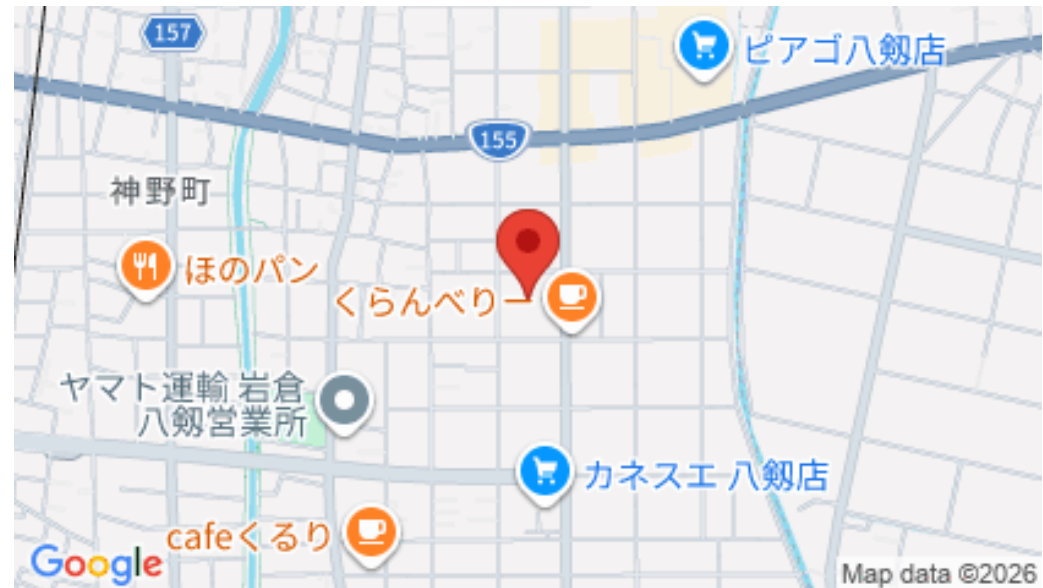 157
ピアゴ八剱店
155
神野町
ほのパン
くらんべりー
ヤマト運輸 岩倉
八剱営業所
カネスエ 八剱店
cafeくるり
Google
Map data ©2026